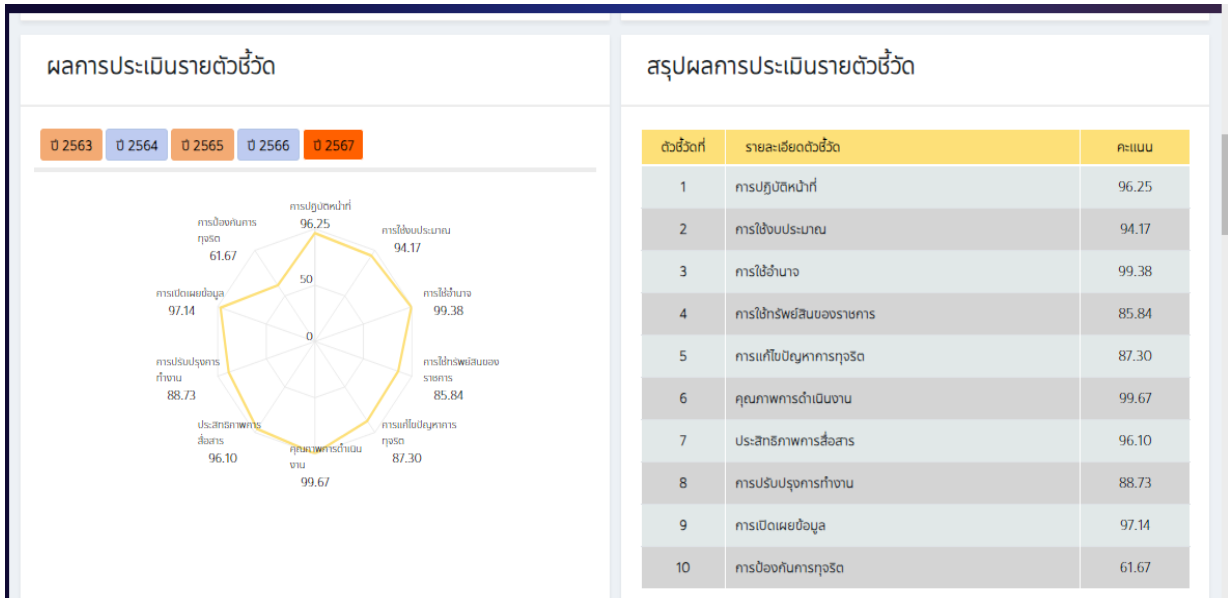 ผลการประเมินรายตัวชี้วัด
ปี 2563 ปี 2564 ปี 2565 ปี 2566 ปี 2567
การปฏิบัติหน้าที่
96.25
การใช้งบประมาณ
94.17
การใช้อำนาจ
99.38
การใช้ทรัพย์สินของ
ราชการ
85.84
การแก้ไขปัญหาการ
ทุจริต
87.30
คุณภาพการดำเนิน
งาน
99.67
ประสิทธิภาพการ
สื่อสาร
96.10
การปรับปรุงการ
ทำงาน
88.73
การเปิดเผยข้อมูล
97.14
การป้องกันการ
ทุจริต
61.67
50
0
สรุปผลการประเมินรายตัวชี้วัด
ตัวชี้วัดที่ รายละเอียดตัวชี้วัด คะแนน
1 การปฏิบัติหน้าที่ 96.25
2 การใช้งบประมาณ 94.17
3 การใช้อำนาจ 99.38
4 การใช้ทรัพย์สินของราชการ 85.84
5 การแก้ไขปัญหาการทุจริต 87.30
6 คุณภาพการดำเนินงาน 99.67
7 ประสิทธิภาพการสื่อสาร 96.10
8 การปรับปรุงการทำงาน 88.73
9 การเปิดเผยข้อมูล 97.14
10 การป้องกันการทุจริต 61.67